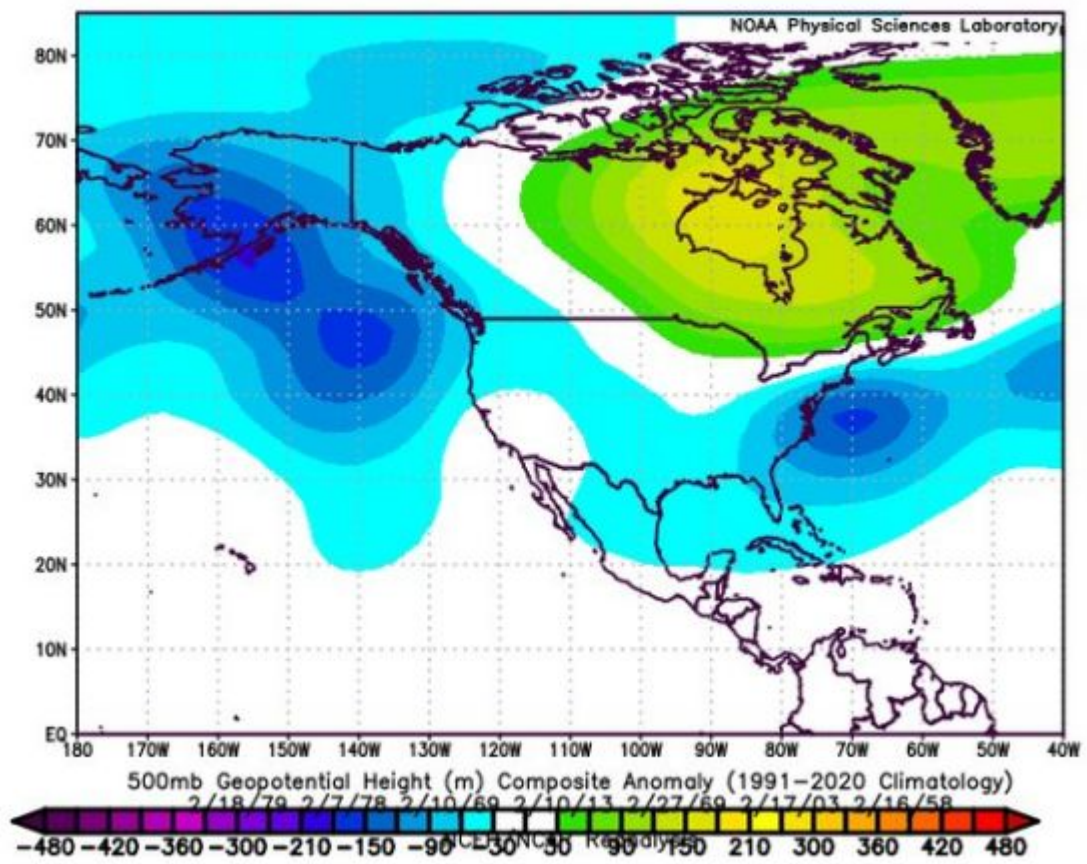 NOAA Physical Sciences Laboratory
80N
70N
60N
50N
40N
30N
20N
10N
EQ
180 170W 160W 150W 140W 130W 120W 110W 100W 90W 80W 70W 60W 50W 40W
500mb Geopotential Height (m) Composite Anomaly (1991-2020 Climatology)
2/18/79 2/7/78 2/10/69 2/10/13 2/27/69 2/17/03 2/16/58
-480 -420 -360 -300 -210 -150 -90 -30 30 90 150 210 300 360 420 480